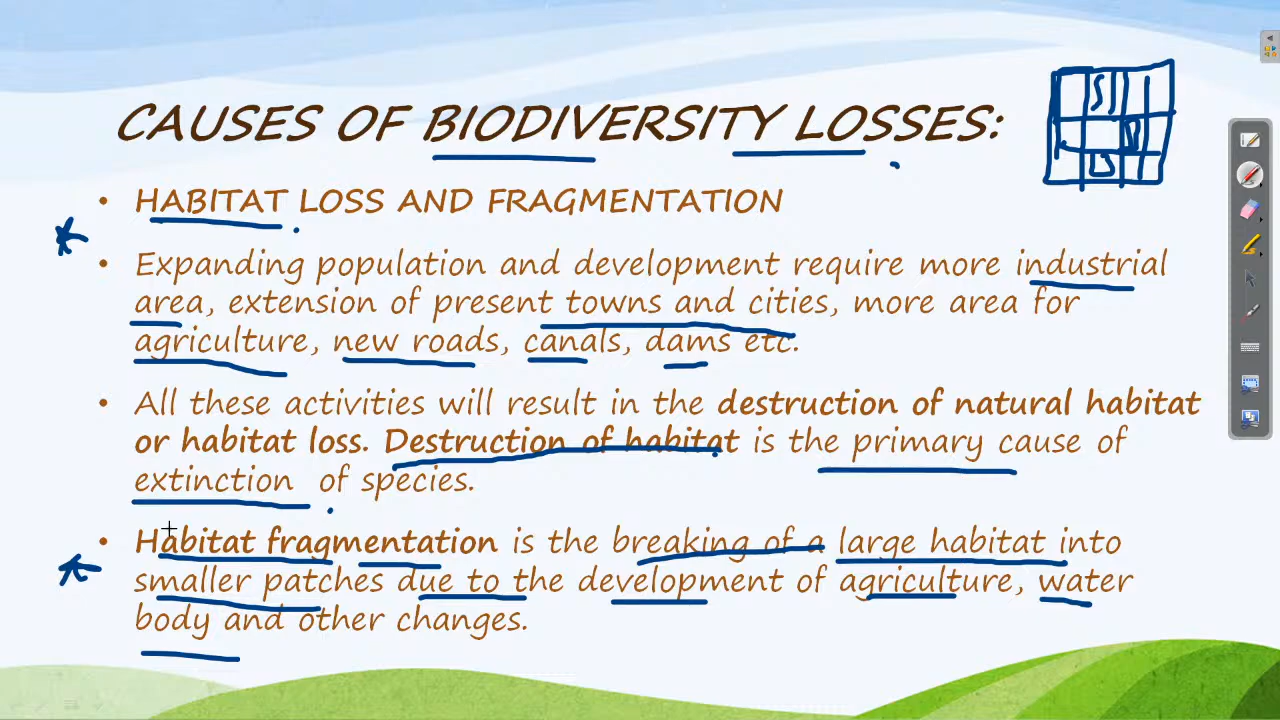 CAUSES OF BIODIVERSITY LOSSES:
• HABITAT LOSS AND FRAGMENTATION
• Expanding population and development require more industrial
area, extension of present towns and cities, more area for
agriculture, new roads, canals, dams etc.
• All these activities will result in the destruction of natural habitat
or habitat loss. Destruction of habitat is the primary cause of
extinction of species.
• Habitat fragmentation is the breaking of a large habitat into
smaller patches due to the development of agriculture, water
body and other changes.